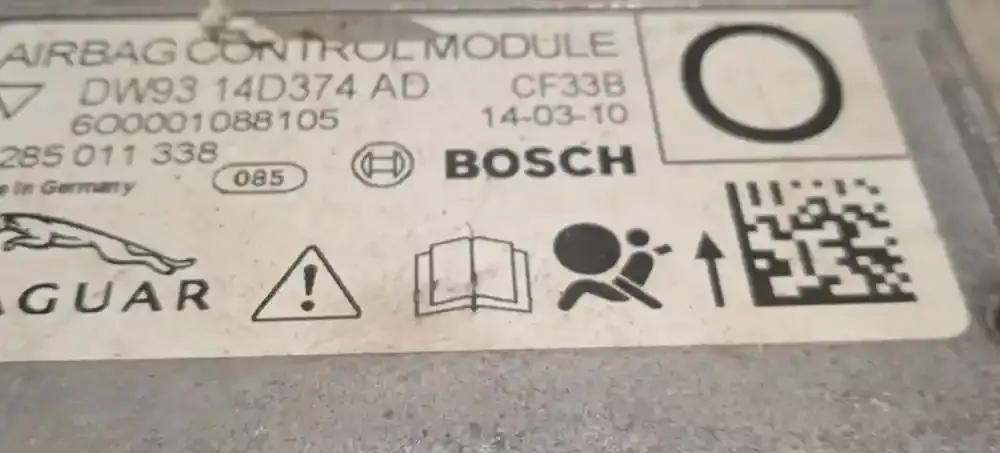 AIRBAG CONTROL MODULE
DW93 14D374 AD CF33B
600001088105 14-03-10
285 011 338 085 BOSCH
in Germany
GUAR